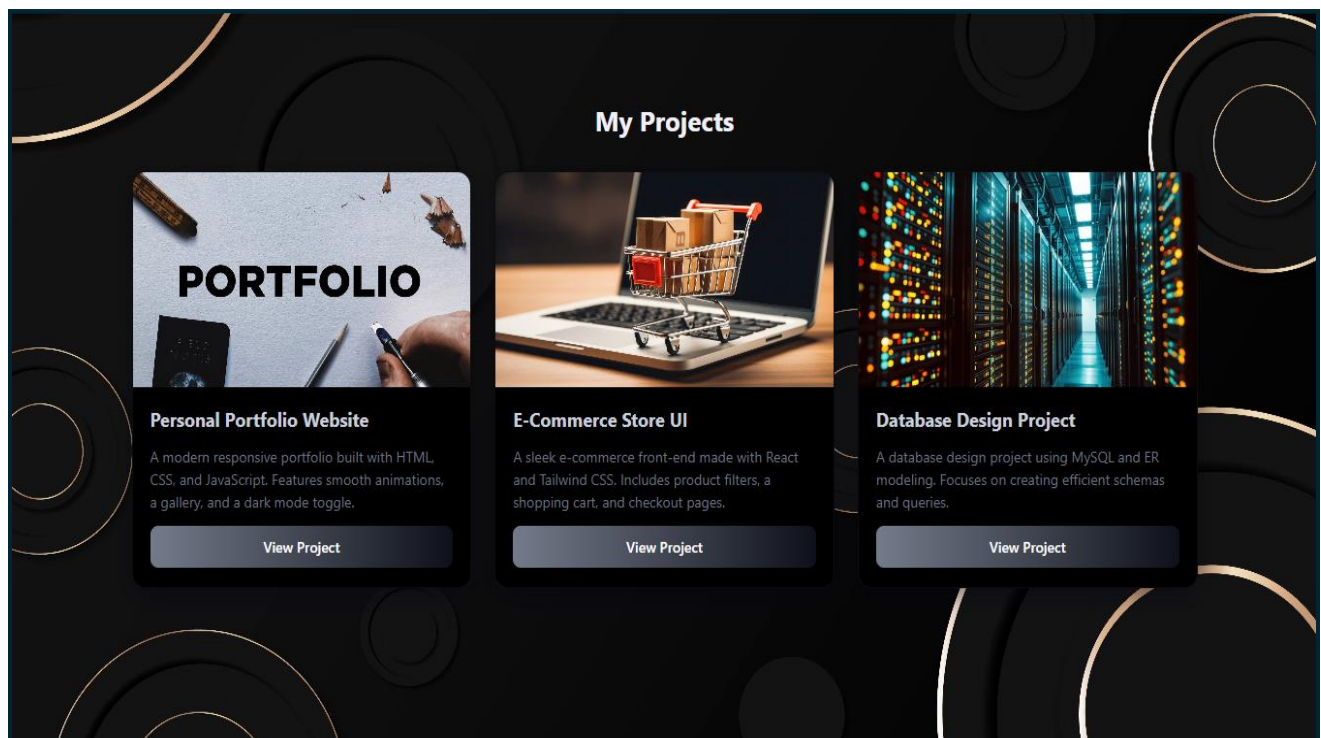 My Projects
PORTFOLIO
FIELD
NOTES
Personal Portfolio Website
A modern responsive portfolio built with HTML,
CSS, and JavaScript. Features smooth animations,
a gallery, and a dark mode toggle.
View Project
E-Commerce Store UI
A sleek e-commerce front-end made with React
and Tailwind CSS. Includes product filters, a
shopping cart, and checkout pages.
View Project
Database Design Project
A database design project using MySQL and ER
modeling. Focuses on creating efficient schemas
and queries.
View Project